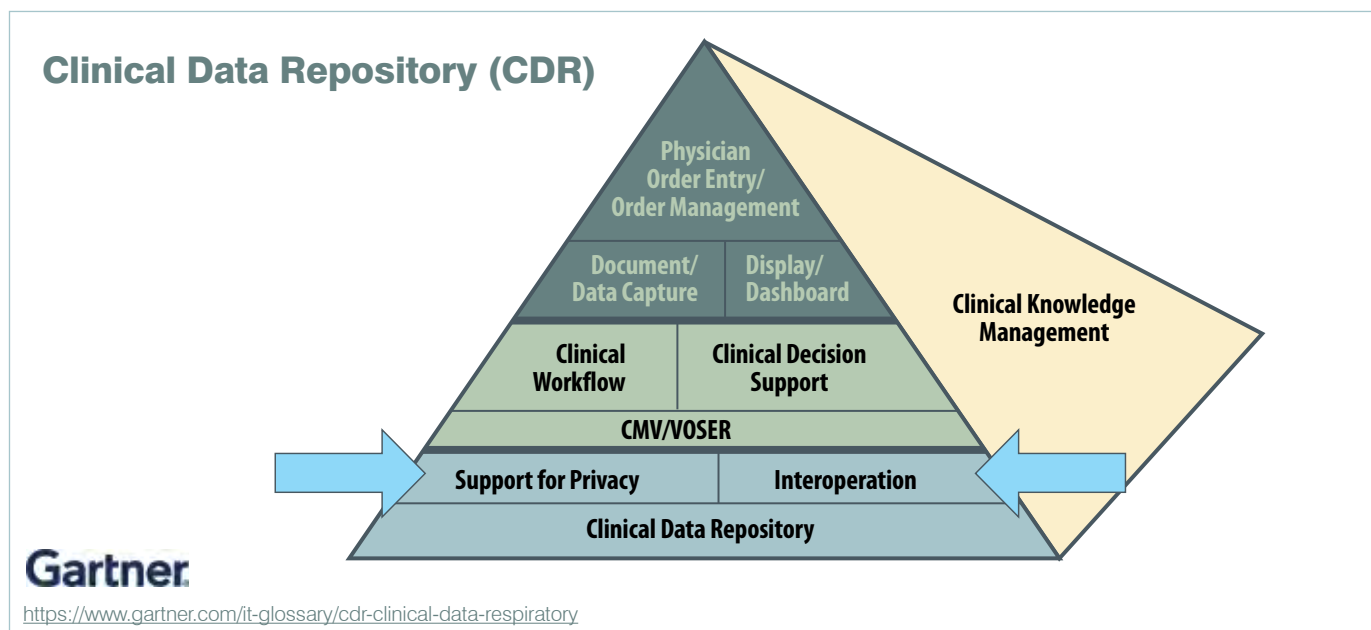 Clinical Data Repository (CDR)
Physician
Order Entry/
Order Management
Document/
Data Capture
Display/
Dashboard
Clinical Knowledge
Management
Clinical
Workflow
Clinical Decision
Support
CMV/VOSER
Support for Privacy
Interoperation
Clinical Data Repository
Gartner
https://www.gartner.com/it-glossary/cdr-clinical-data-respiratory